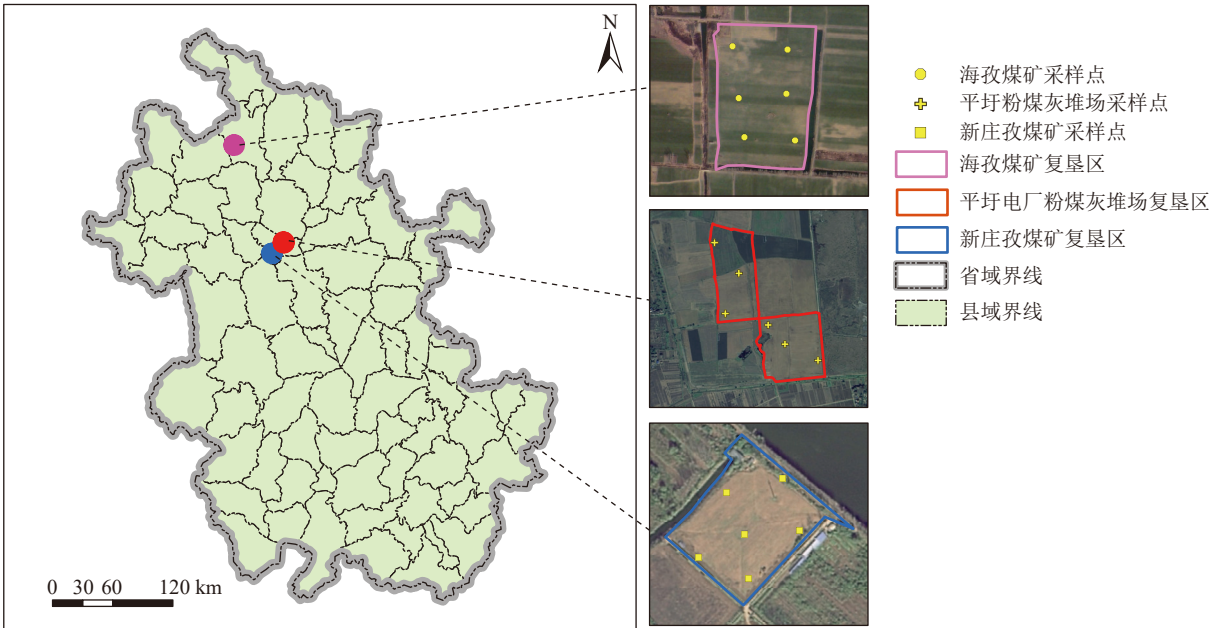 N
0 30 60 120 km
海孜煤矿采样点
平圩粉煤灰堆场采样点
新庄孜煤矿采样点
海孜煤矿复垦区
平圩电厂粉煤灰堆场复垦区
新庄孜煤矿复垦区
省域界线
县域界线